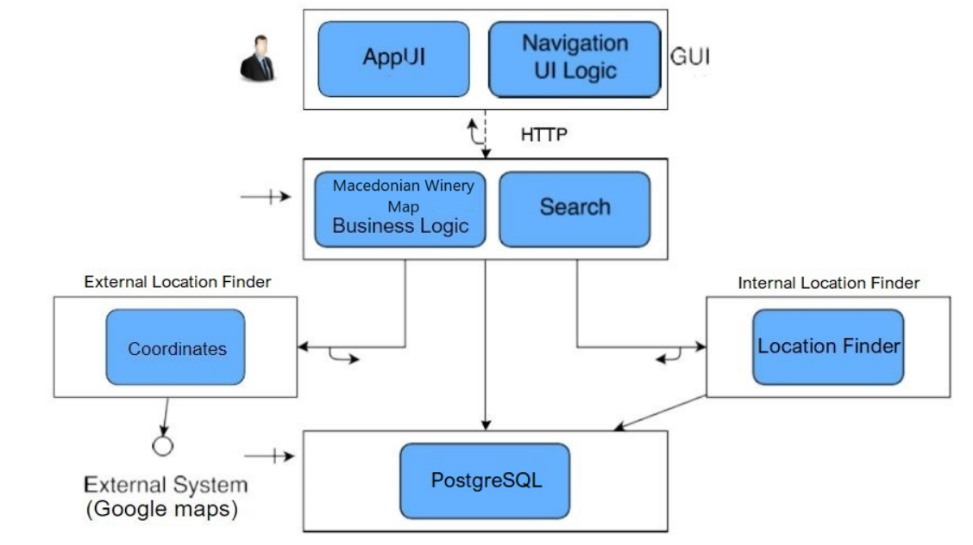 AppUI
Navigation
UI Logic
GUI
HTTP
Macedonian Winery
Map
Business Logic
Search
External Location Finder
Internal Location Finder
Coordinates
Location Finder
External System
(Google maps)
PostgreSQL